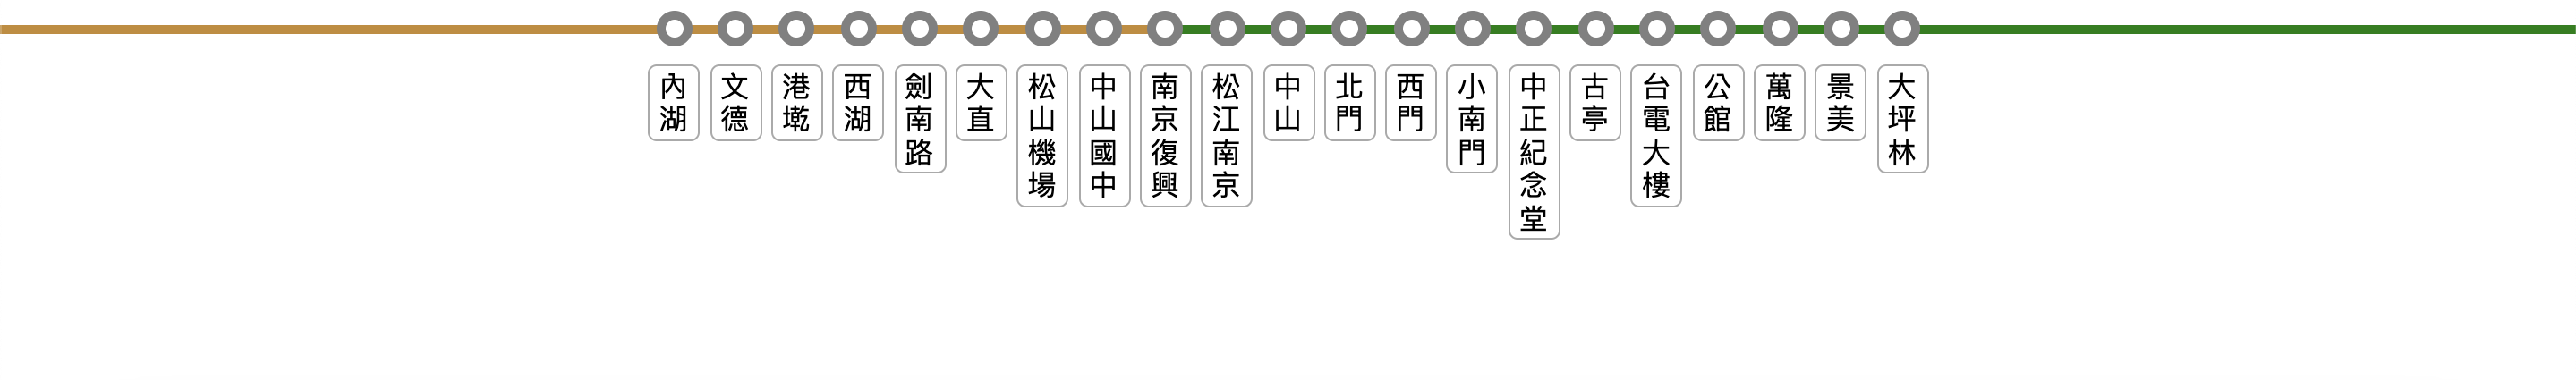 內湖
文德
港墘
西湖
劍南路
大直
松山機場
中山國中
南京復興
松江南京
中山
北門
西門
小南門
中正紀念堂
古亭
台電大樓
公館
萬隆
景美
大坪林